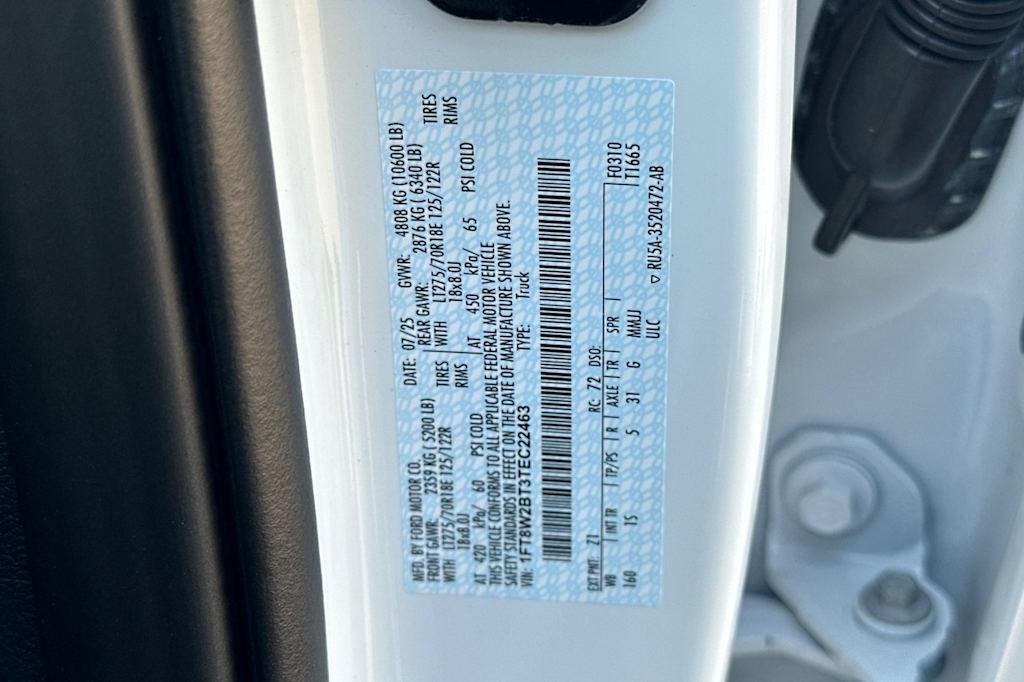 MFD. BY FORD MOTOR CO. DATE: 07/25 GVWR: 4808 KG (10600 LB)
FRONT GAWR: 2359 KG ( 5200 LB) REAR GAWR: 2876 KG ( 6340 LB)
WITH LT275/70R18E 125/122R TIRES WITH LT275/70R18E 125/122R TIRES
18x8.0J RIMS 18x8.0J RIMS
AT 420 kPa/ 60 PSI COLD AT 450 kPa/ 65 PSI COLD
THIS VEHICLE CONFORMS TO ALL APPLICABLE FEDERAL MOTOR VEHICLE
SAFETY STANDARDS IN EFFECT ON THE DATE OF MANUFACTURE SHOWN ABOVE.
VIN: 1FT8W2BT3TEC22463 TYPE: Truck
EXT PNT: Z1 RC: 72 DSO: F0310
WB INT TR TP/PS R AXLE TR SPR T1665
160 15 5 31 G MMJJ
ULC ▽ RU5A-3520472-AB